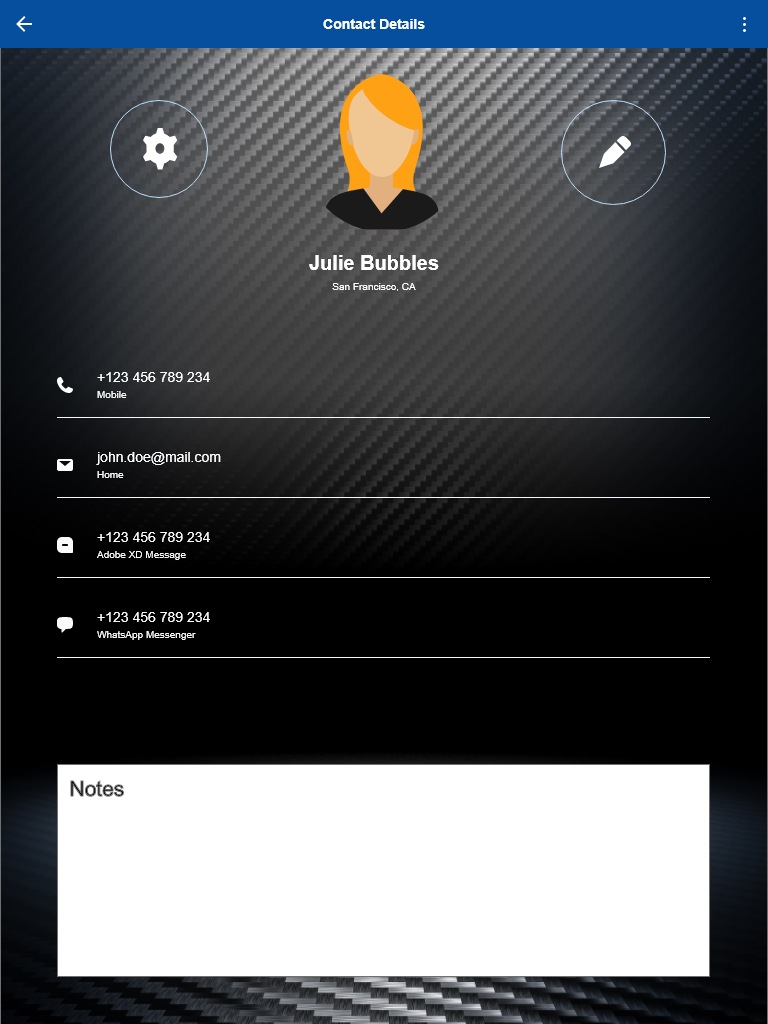 Contact Details
Julie Bubbles
San Francisco, CA
+123 456 789 234
Mobile
john.doe@mail.com
Home
+123 456 789 234
Adobe XD Message
+123 456 789 234
WhatsApp Messenger
Notes